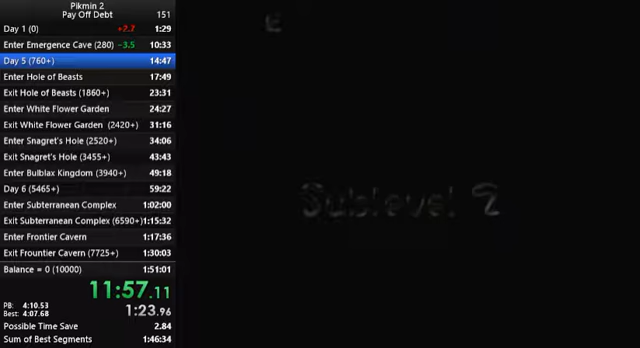 Pikmin 2
Pay Off Debt 151
Day 1 (0) +2.7 1:29
Enter Emergence Cave (280) -3.5 10:33
Day 5 (760+) 14:47
Enter Hole of Beasts 17:49
Exit Hole of Beasts (1860+) 23:31
Enter White Flower Garden 24:27
Exit White Flower Garden (2420+) 31:16
Enter Snagret's Hole (2520+) 34:06
Exit Snagret's Hole (3455+) 43:43
Enter Bulblax Kingdom (3940+) 49:18
Day 6 (5465+) 59:22
Enter Subterranean Complex 1:02:00
Exit Subterranean Complex (6590+)1:15:32
Enter Frontier Cavern 1:17:36
Exit Frountier Cavern (7725+) 1:30:03
Balance = 0 (10000) 1:51:01
11:57.11
PB: 4:10.53
Best: 4:07.68 1:23.96
Possible Time Save 2.84
Sum of Best Segments 1:46:34
Sublevel 2